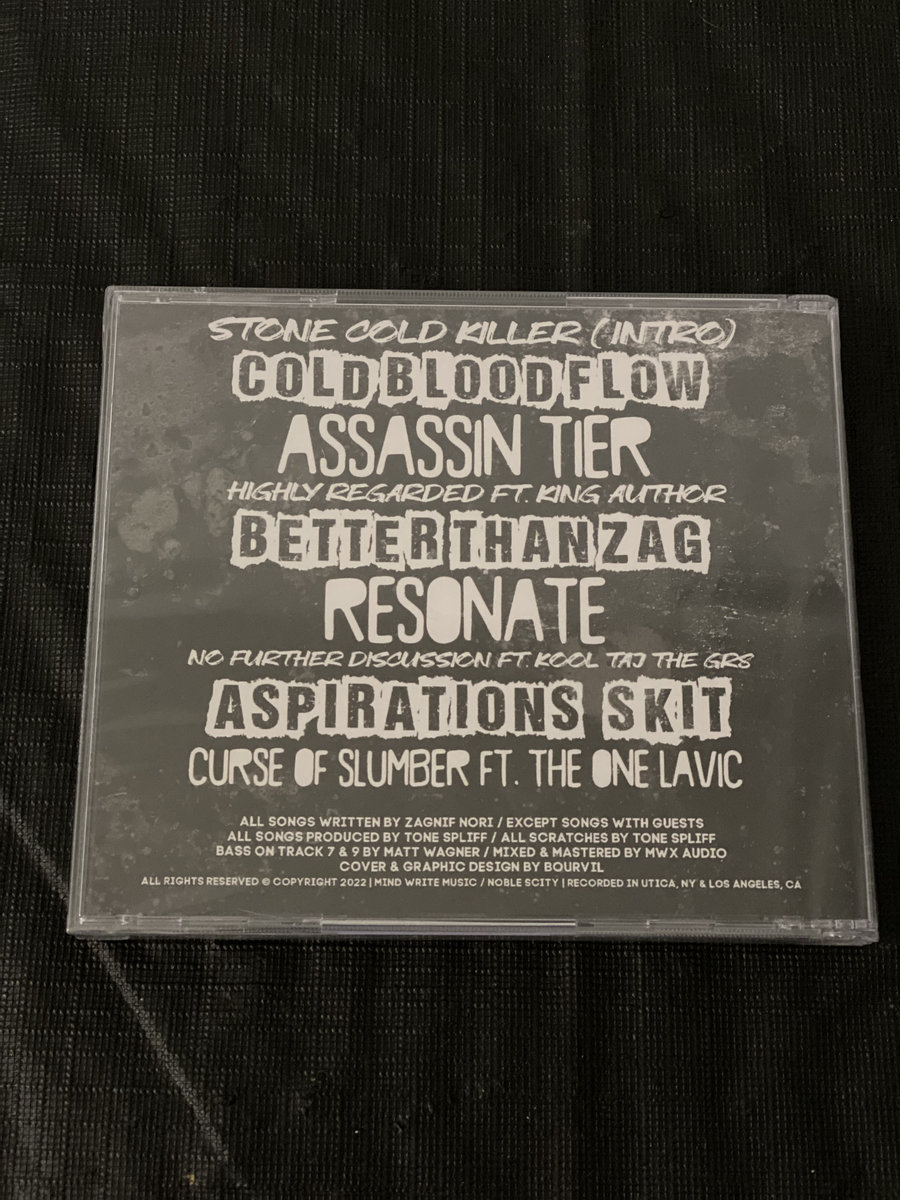 STONE COLD KILLER (INTRO)
COLD BLOOD FLOW
ASSASSIN TIER
HIGHLY REGARDED FT. KING AUTHOR
BETTER THAN ZAG
RESONATE
NO FURTHER DISCUSSION FT. KOOL TAJ THE GR8
ASPIRATIONS SKIT
CURSE OF SLUMBER FT. THE ONE LAVIC
ALL SONGS WRITTEN BY ZAGNIF NORI / EXCEPT SONGS WITH GUESTS
ALL SONGS PRODUCED BY TONE SPLIFF / ALL SCRATCHES BY TONE SPLIFF
BASS ON TRACK 7 & 9 BY MATT WAGNER / MIXED & MASTERED BY MWX AUDIO
COVER & GRAPHIC DESIGN BY BOURVIL
ALL RIGHTS RESERVED © COPYRIGHT 2022 | MIND WRITE MUSIC / NOBLE SCITY | RECORDED IN UTICA, NY & LOS ANGELES, CA